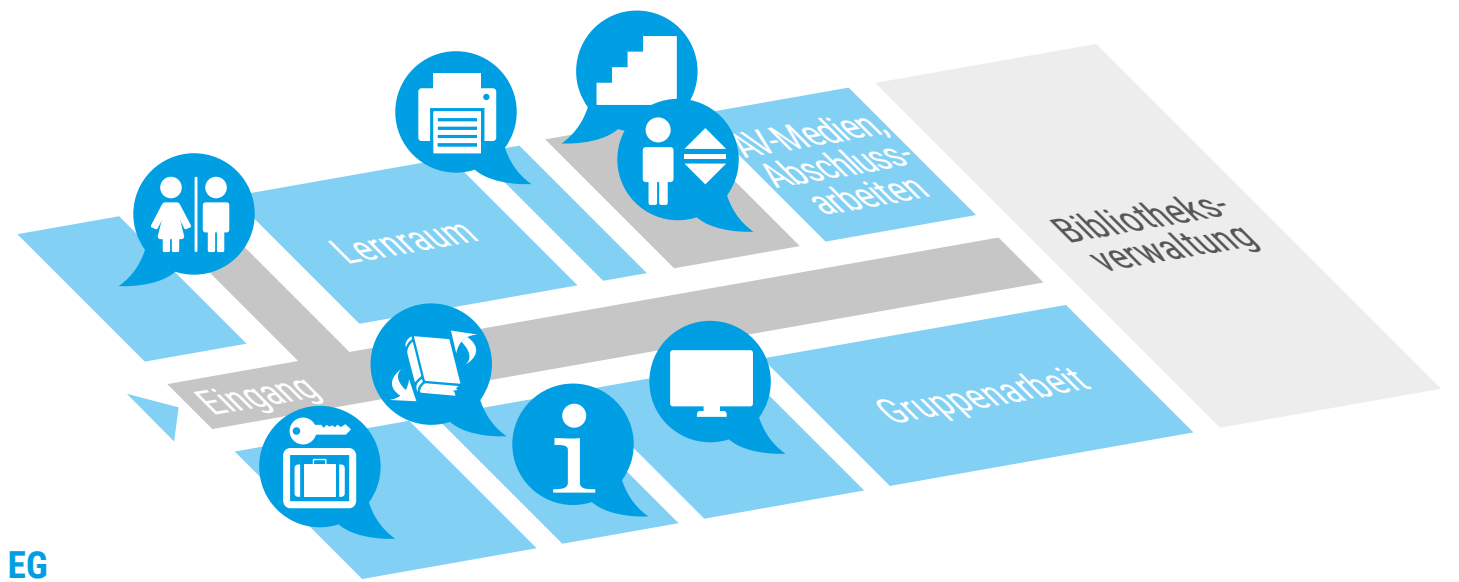 AV-Medien,
Abschluss-
arbeiten
Lernraum
Bibliotheks-
verwaltung
Eingang
Gruppenarbeit
EG